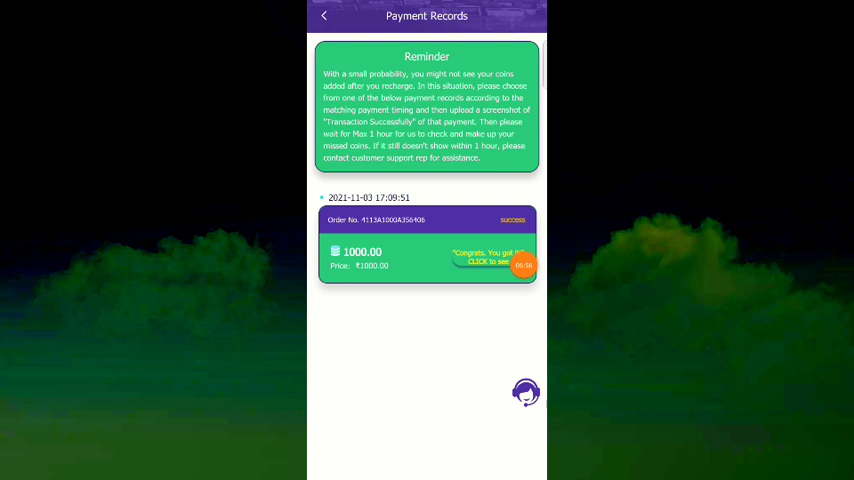 Payment Records
Reminder
With a small probability, you might not see your coins
added after you recharge. In this situation, please choose
from one of the below payment records according to the
matching payment timing and then upload a screenshot of
"Transaction Successfully" of that payment. Then please
wait for Max 1 hour for us to check and make up your
missed coins. If it still doesn't show within 1 hour, please
contact customer support rep for assistance.
2021-11-03 17:09:51
Order No. 4113A1000A356406
success
1000.00
"Congrats. You got
CLICK to see
Price: ₹1000.00
06:56